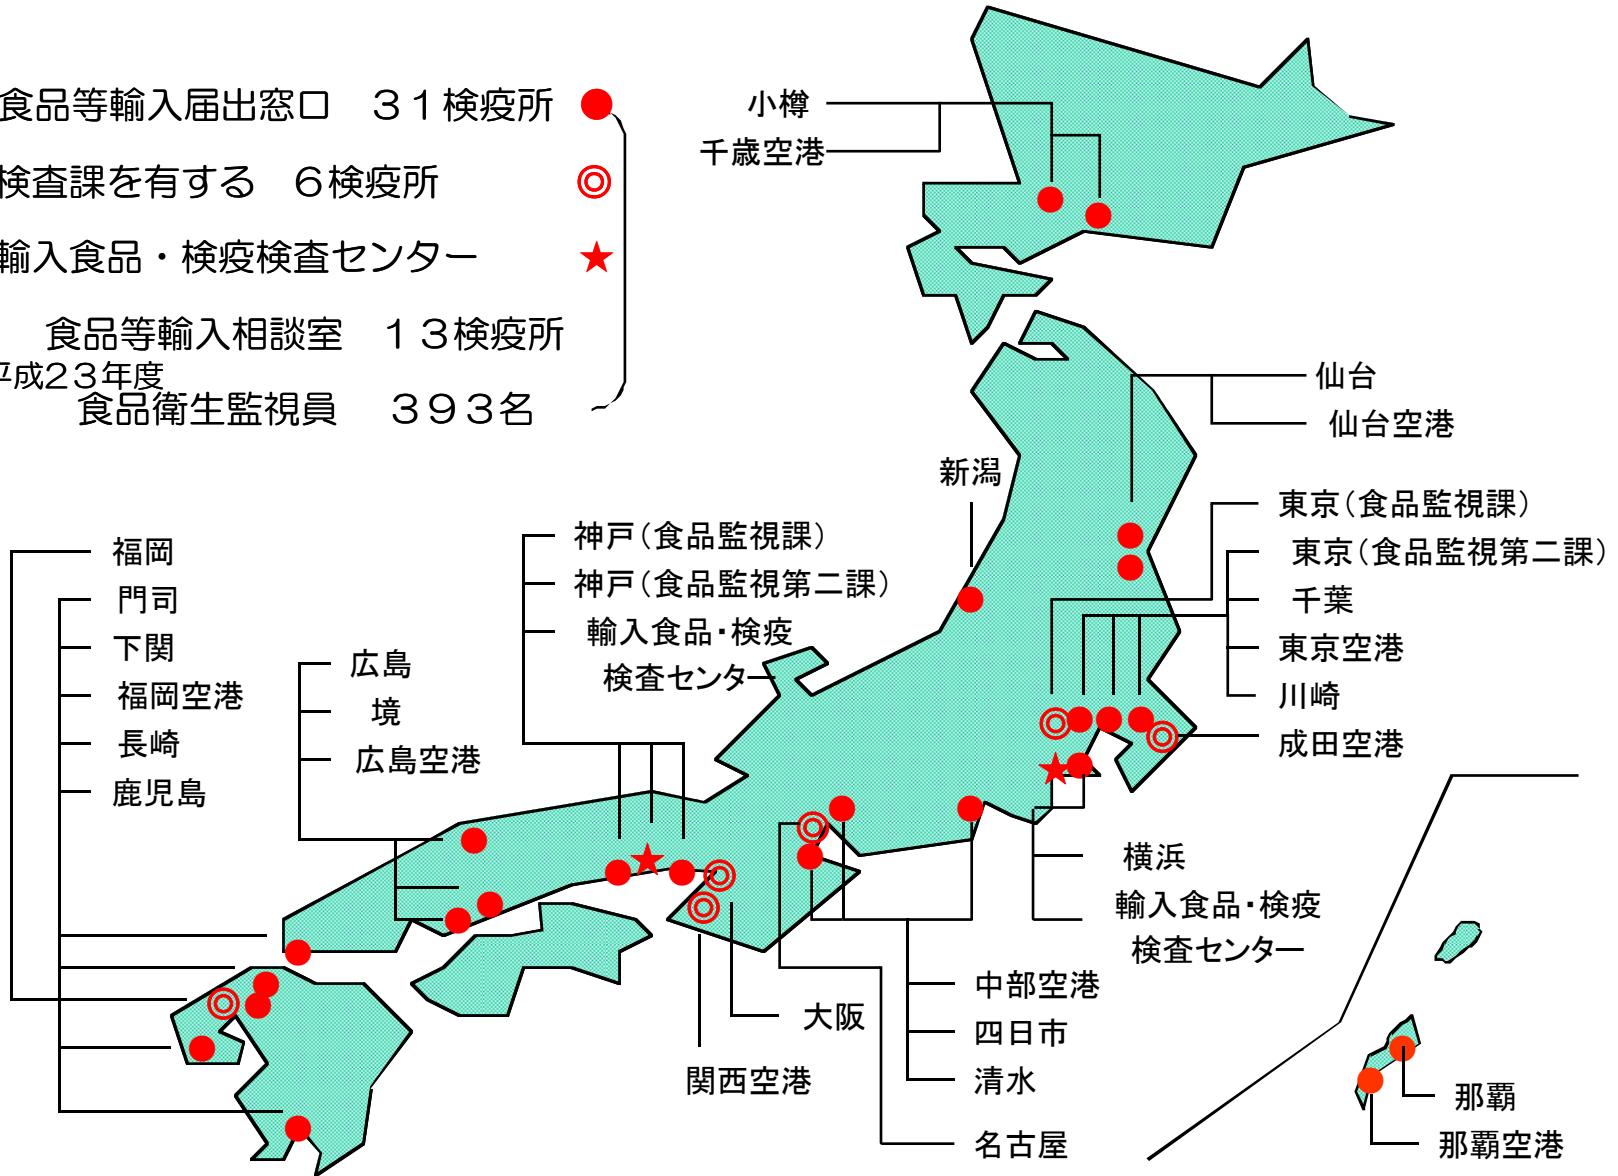 食品等輸入届出窓口　３１検疫所
検査課を有する　６検疫所
輸入食品・検疫検査センター
食品等輸入相談室　１３検疫所
平成２３年度
食品衛生監視員　３９３名
小樽
千歳空港
仙台
仙台空港
新潟
東京（食品監視課）
東京（食品監視第二課）
千葉
東京空港
川崎
成田空港
神戸（食品監視課）
神戸（食品監視第二課）
輸入食品・検疫
検査センター
福岡
門司
下関
福岡空港
長崎
鹿児島
広島
境
広島空港
横浜
輸入食品・検疫
検査センター
大阪
関西空港
中部空港
四日市
清水
名古屋
那覇
那覇空港